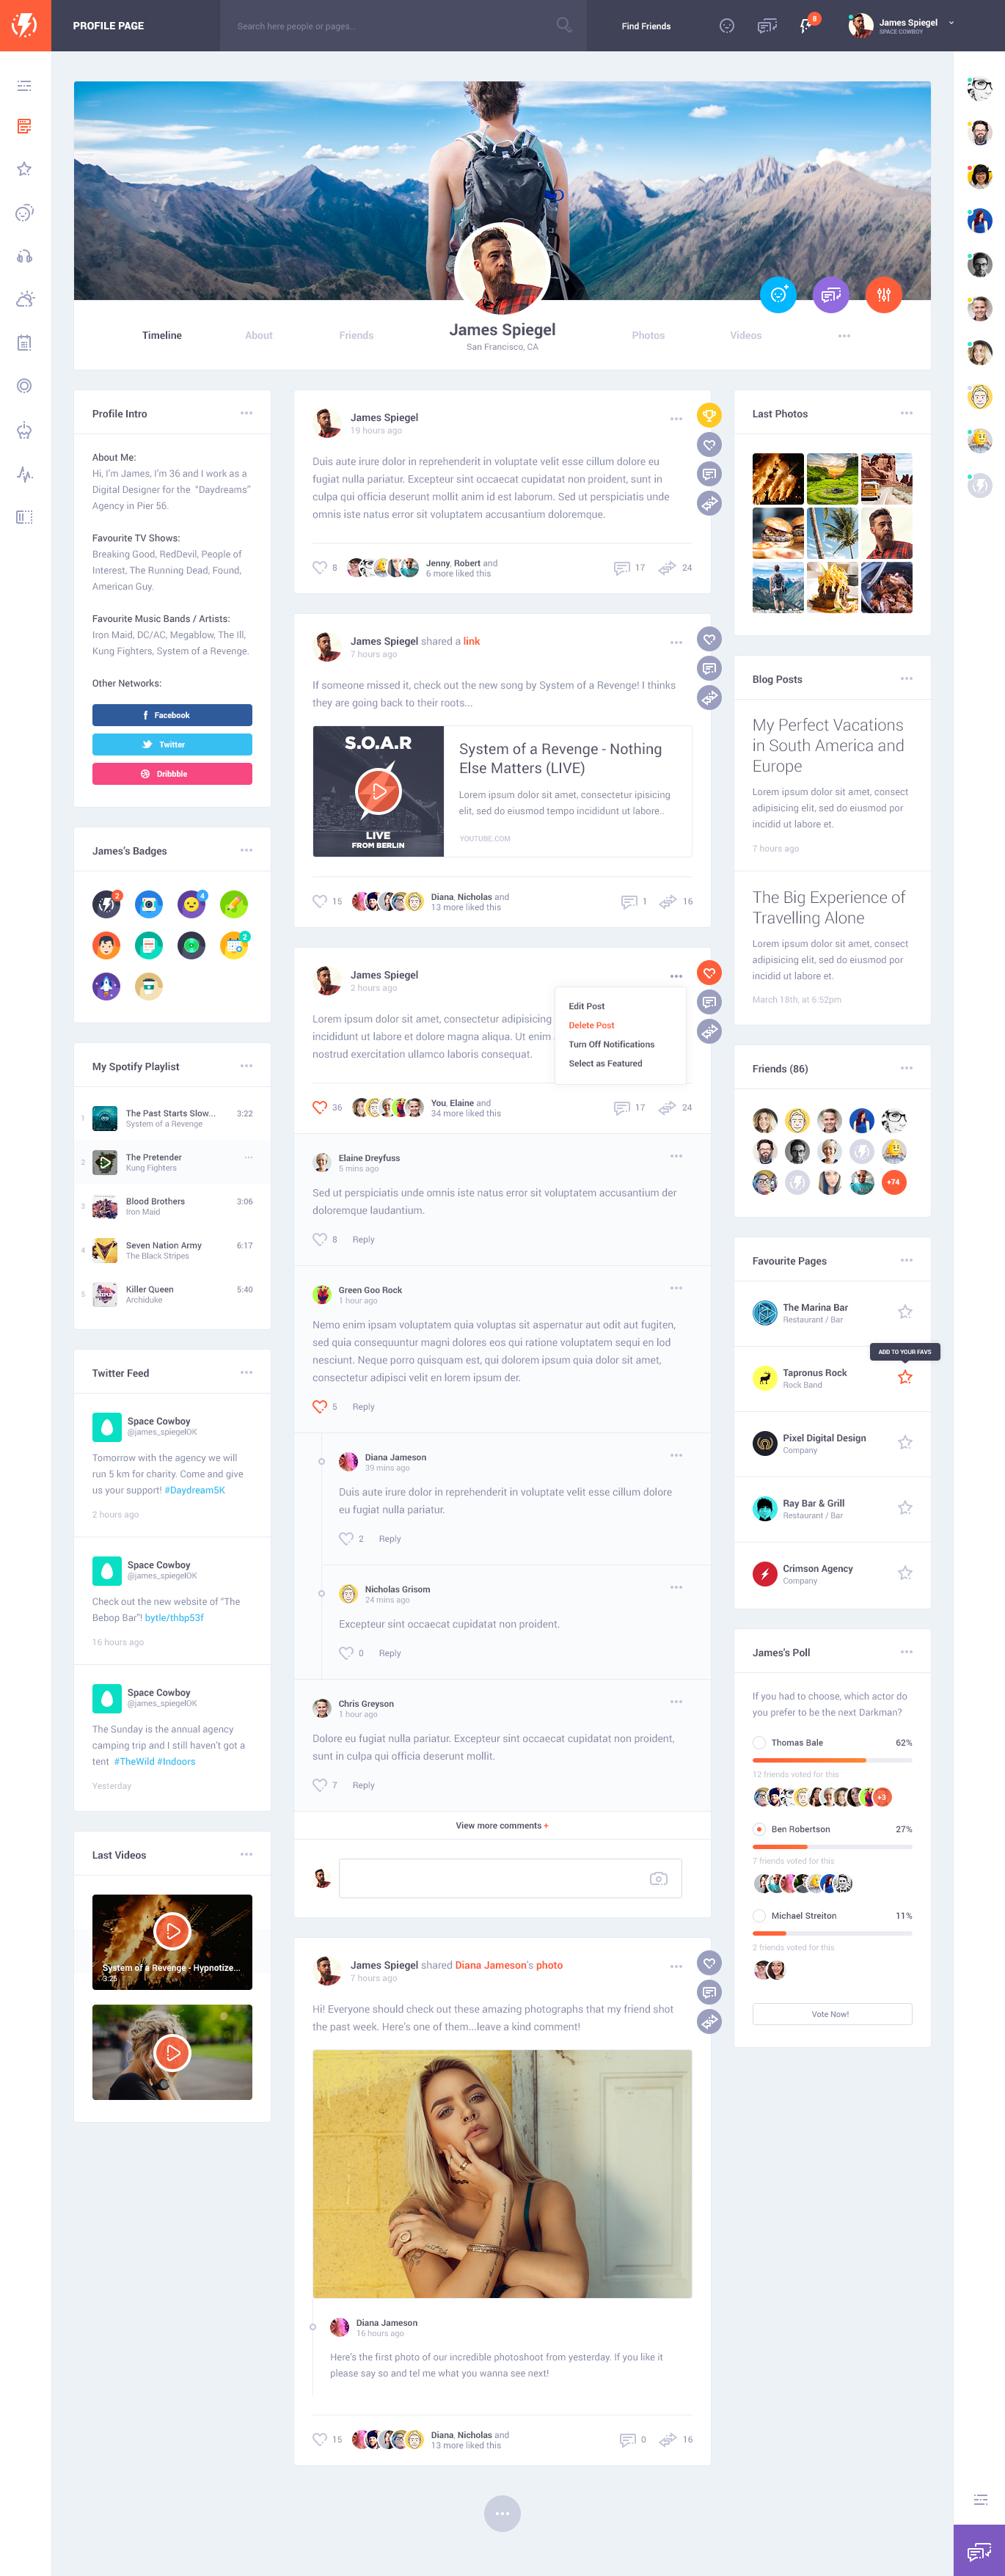 PROFILE PAGE
Search here people or pages...
Find Friends
8
James Spiegel
SPACE COWBOY
Timeline
About
Friends
James Spiegel
San Francisco, CA
Photos
Videos
Profile Intro
About Me:
Hi, I'm James, I'm 36 and I work as a
Digital Designer for the "Daydreams"
Agency in Pier 56.
Favourite TV Shows:
Breaking Good, RedDevil, People of
Interest, The Running Dead, Found,
American Guy.
Favourite Music Bands / Artists:
Iron Maid, DC/AC, Megablow, The Ill,
Kung Fighters, System of a Revenge.
Other Networks:
Facebook
Twitter
Dribbble
James's Badges
2
4
2
My Spotify Playlist
1
The Past Starts Slow...
3:22
System of a Revenge
2
The Pretender
Kung Fighters
3
Blood Brothers
3:06
Iron Maid
4
Seven Nation Army
6:17
The Black Stripes
5
Killer Queen
5:40
Archiduke
Twitter Feed
Space Cowboy
@james_spiegelOK
Tomorrow with the agency we will
run 5 km for charity. Come and give
us your support! #Daydream5K
2 hours ago
Space Cowboy
@james_spiegelOK
Check out the new website of "The
Bebop Bar"! bytle/thbp53f
16 hours ago
Space Cowboy
@james_spiegelOK
The Sunday is the annual agency
camping trip and I still haven't got a
tent #TheWild #Indoors
Yesterday
Last Videos
System of a Revenge - Hypnotize...
3:25
James Spiegel
19 hours ago
Duis aute irure dolor in reprehenderit in voluptate velit esse cillum dolore eu
fugiat nulla pariatur. Excepteur sint occaecat cupidatat non proident, sunt in
culpa qui officia deserunt mollit anim id est laborum. Sed ut perspiciatis unde
omnis iste natus error sit voluptatem accusantium doloremque.
8
Jenny, Robert and
6 more liked this
17
24
James Spiegel shared a link
7 hours ago
If someone missed it, check out the new song by System of a Revenge! I thinks
they are going back to their roots...
S.O.A.R
LIVE
FROM BERLIN
System of a Revenge - Nothing
Else Matters (LIVE)
Lorem ipsum dolor sit amet, consectetur ipisicing
elit, sed do eiusmod tempo incididunt ut labore..
YOUTUBE.COM
15
Diana, Nicholas and
13 more liked this
1
16
James Spiegel
2 hours ago
Lorem ipsum dolor sit amet, consectetur adipisicing
incididunt ut labore et dolore magna aliqua. Ut enim
nostrud exercitation ullamco laboris consequat.
Edit Post
Delete Post
Turn Off Notifications
Select as Featured
36
You, Elaine and
34 more liked this
17
24
Elaine Dreyfuss
5 mins ago
Sed ut perspiciatis unde omnis iste natus error sit voluptatem accusantium der
doloremque laudantium.
8
Reply
Green Goo Rock
1 hour ago
Nemo enim ipsam voluptatem quia voluptas sit aspernatur aut odit aut fugiten,
sed quia consequuntur magni dolores eos qui ratione voluptatem sequi en lod
nesciunt. Neque porro quisquam est, qui dolorem ipsum quia dolor sit amet,
consectetur adipisci velit en lorem ipsum der.
5
Reply
Diana Jameson
39 mins ago
Duis aute irure dolor in reprehenderit in voluptate velit esse cillum dolore
eu fugiat nulla pariatur.
2
Reply
Nicholas Grisom
24 mins ago
Excepteur sint occaecat cupidatat non proident.
0
Reply
Chris Greyson
1 hour ago
Dolore eu fugiat nulla pariatur. Excepteur sint occaecat cupidatat non proident,
sunt in culpa qui officia deserunt mollit.
7
Reply
View more comments +
James Spiegel shared Diana Jameson's photo
7 hours ago
Hi! Everyone should check out these amazing photographs that my friend shot
the past week. Here's one of them...leave a kind comment!
Diana Jameson
16 hours ago
Here's the first photo of our incredible photoshoot from yesterday. If you like it
please say so and tel me what you wanna see next!
15
Diana, Nicholas and
13 more liked this
0
16
Last Photos
Blog Posts
My Perfect Vacations
in South America and
Europe
Lorem ipsum dolor sit amet, consect
adipisicing elit, sed do eiusmod por
incidid ut labore et.
7 hours ago
The Big Experience of
Travelling Alone
Lorem ipsum dolor sit amet, consect
adipisicing elit, sed do eiusmod por
incidid ut labore et.
March 18th, at 6:52pm
Friends (86)
+74
Favourite Pages
The Marina Bar
Restaurant / Bar
ADD TO YOUR FAVS
Tapronus Rock
Rock Band
Pixel Digital Design
Company
Ray Bar & Grill
Restaurant / Bar
Crimson Agency
Company
James's Poll
If you had to choose, which actor do
you prefer to be the next Darkman?
Thomas Bale
62%
12 friends voted for this
+3
Ben Robertson
27%
7 friends voted for this
Michael Streiton
11%
2 friends voted for this
Vote Now!